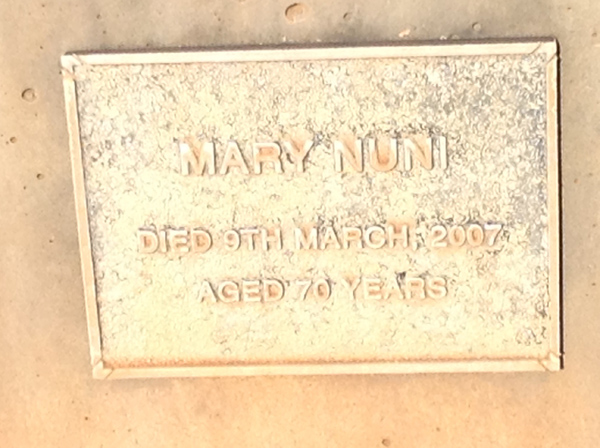 MARY NUNI
DIED 9TH MARCH, 2007
AGED 70 YEARS